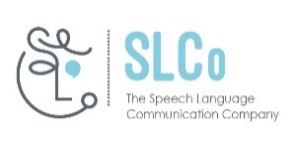 SLCo
The Speech Language
Communication Company